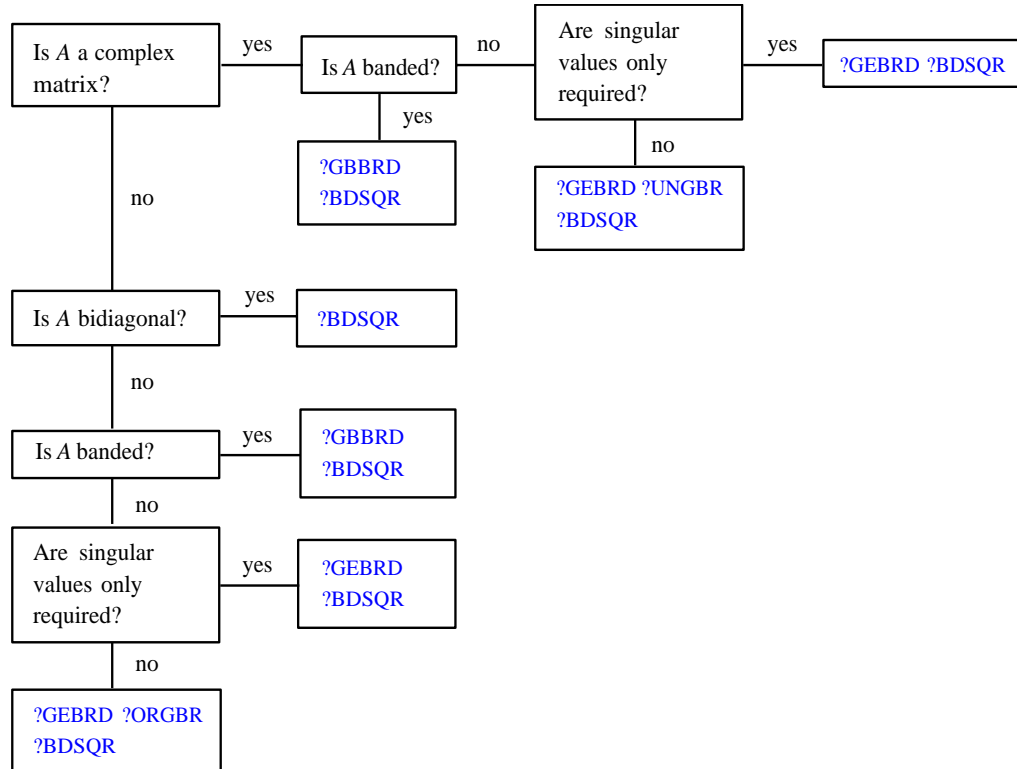 Is A a complex
matrix?
yes
Is A banded?
no
Are singular
values only
required?
yes
?GEBRD ?BDSQR
yes
?GBBRD
?BDSQR
no
?GEBRD ?UNGBR
?BDSQR
no
Is A bidiagonal?
yes
?BDSQR
no
Is A banded?
yes
?GBBRD
?BDSQR
no
Are singular
values only
required?
yes
?GEBRD
?BDSQR
no
?GEBRD ?ORGBR
?BDSQR